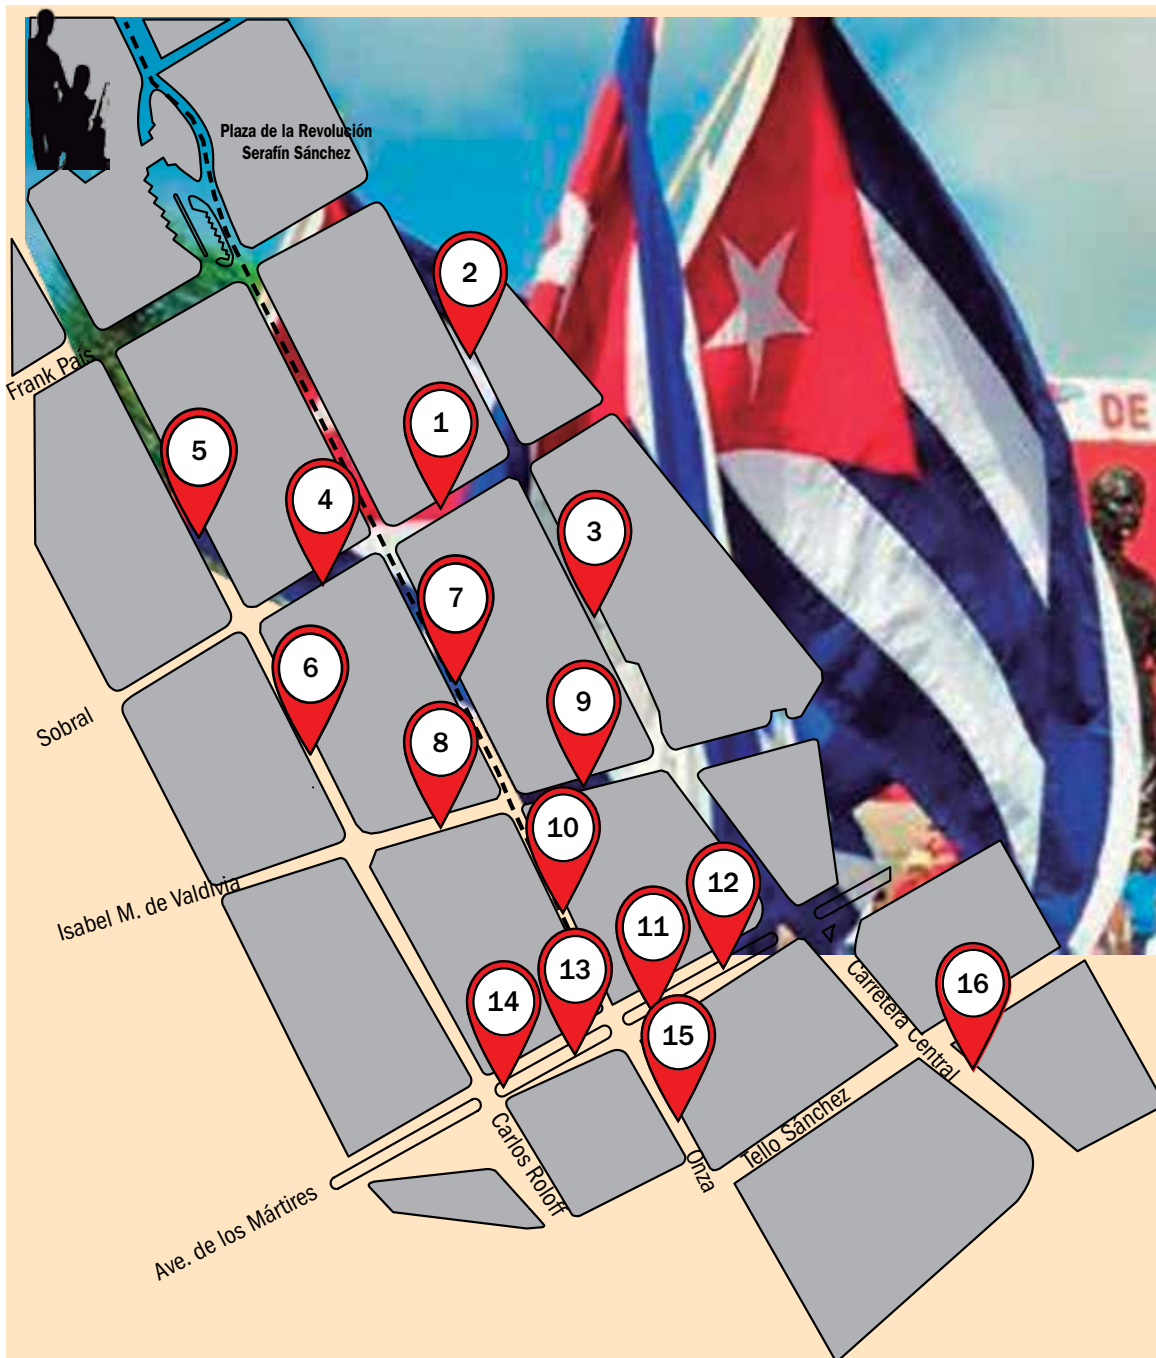 Plaza de la Revolución
Serafín Sánchez
2
Frank País
1
DE
5
4
3
7
6
9
Sobral
8
10
12
Isabel M. de Valdivia
11
13
14
16
Carretera Central
15
Tello Sánchez
Carlos Roloff
Onza
Ave. de los Mártires